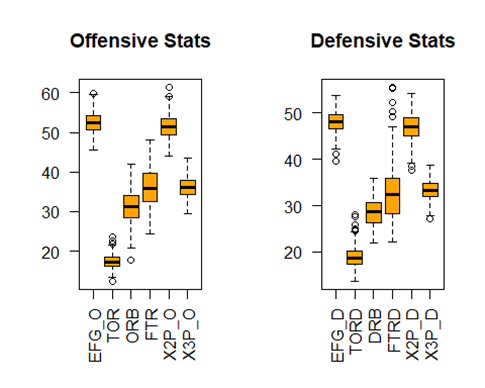 Offensive Stats
60
50
40
30
20
EFG_O
TOR
ORB
FTR
X2P_O
X3P_O
Defensive Stats
50
40
30
20
EFG_D
TORD
DRB
FTRD
X2P_D
X3P_D